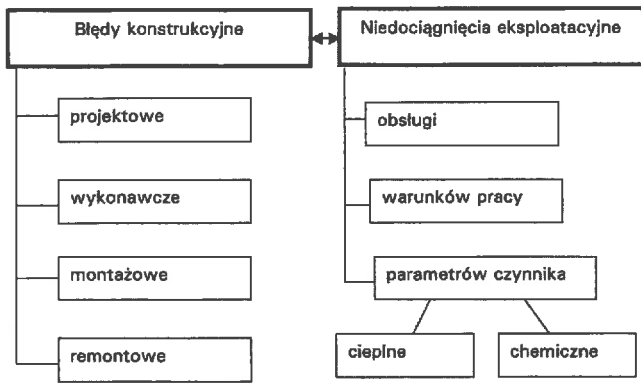 Błędy konstrukcyjne
projektowe
wykonawcze
montażowe
remontowe
Niedociągnięcia eksploatacyjne
obsługi
warunków pracy
parametrów czynnika
cieplne
chemiczne